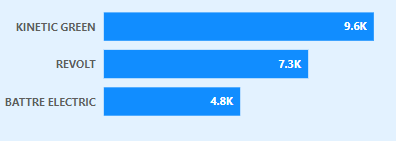 KINETIC GREEN 9.6K
REVOLT 7.3K
BATTRE ELECTRIC 4.8K